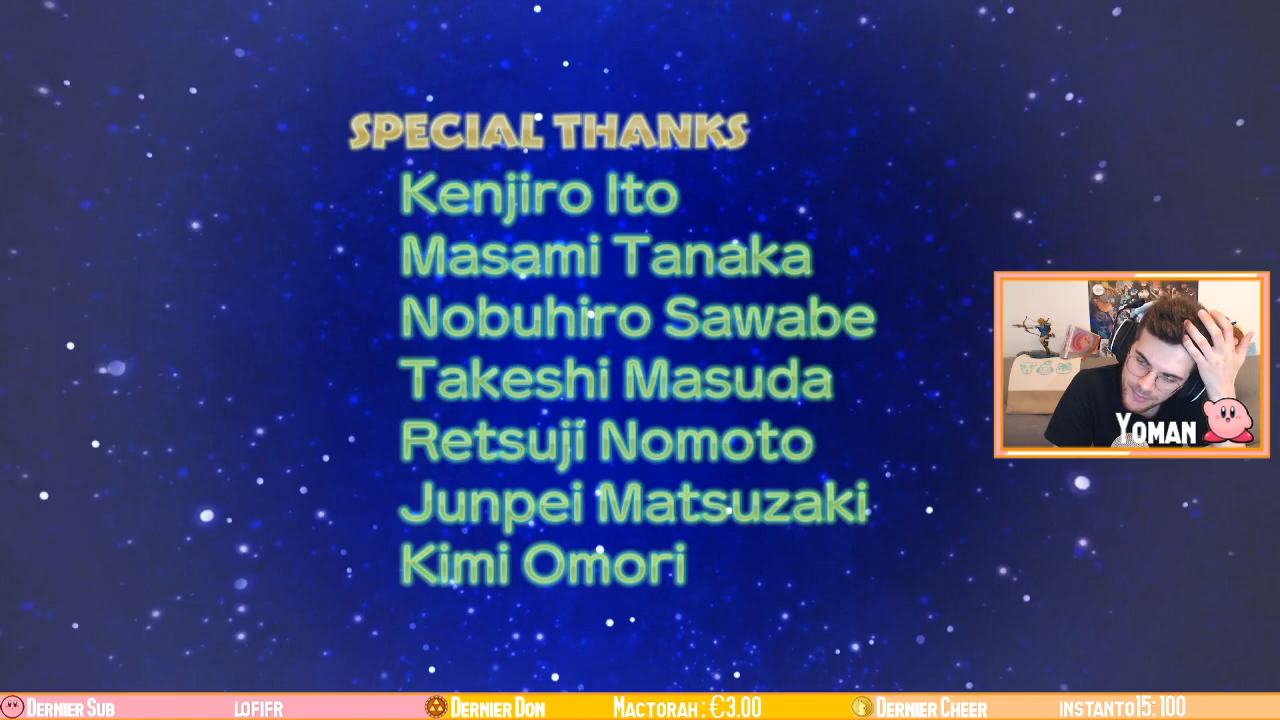 SPECIAL THANKS
Kenjiro Ito
Masami Tanaka
Nobuhiro Sawabe
Takeshi Masuda
Retsuji Nomoto
Junpei Matsuzaki
Kimi Omori
YOMAN
DERNIER SUB LOFIFR DERNIER DON MACTORAH : €3.00 DERNIER CHEER INSTANTO15: 100